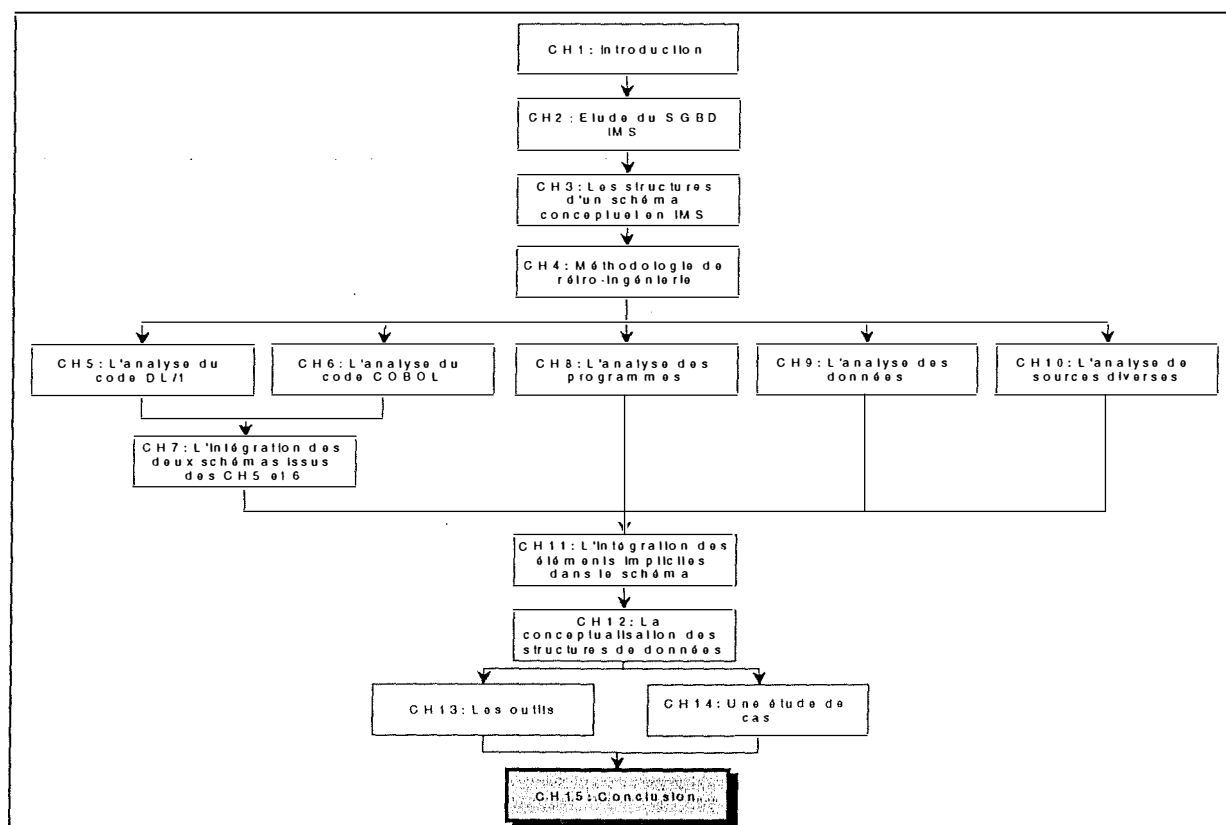 CH1: Introduction
CH2: Etude du SGBD
IMS
CH3: Les structures
d'un schéma
conceptuel en IMS
CH4: Méthodologie de
rétro-ingénierie
CH5: L'analyse du
code DL/1
CH6: L'analyse du
code COBOL
CH8: L'analyse des
programmes
CH9: L'analyse des
données
CH10: L'analyse de
sources diverses
CH7: L'intégration des
deux schémas issus
des CH5 et 6
CH11: L'intégration des
éléments implicites
dans le schéma
CH12: La
conceptualisation des
structures de données
CH13: Les outils
CH14: Une étude de
cas
CH15: Conclusion